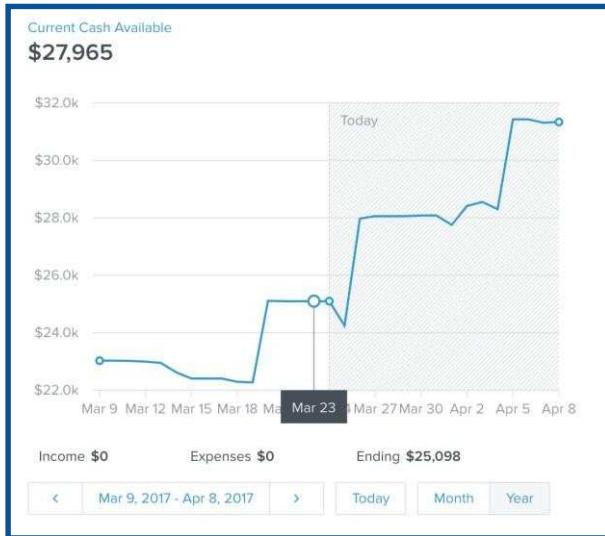 Current Cash Available
$27,965
$32.0k
Today
$30.0k
$28.0k
$26.0k
$24.0k
$22.0k
Mar 9 Mar 12 Mar 15 Mar 18 Mar 23 Mar 27 Mar 30 Apr 2 Apr 5 Apr 8
Income $0 Expenses $0 Ending $25,098
< Mar 9, 2017 - Apr 8, 2017 > Today Month Year